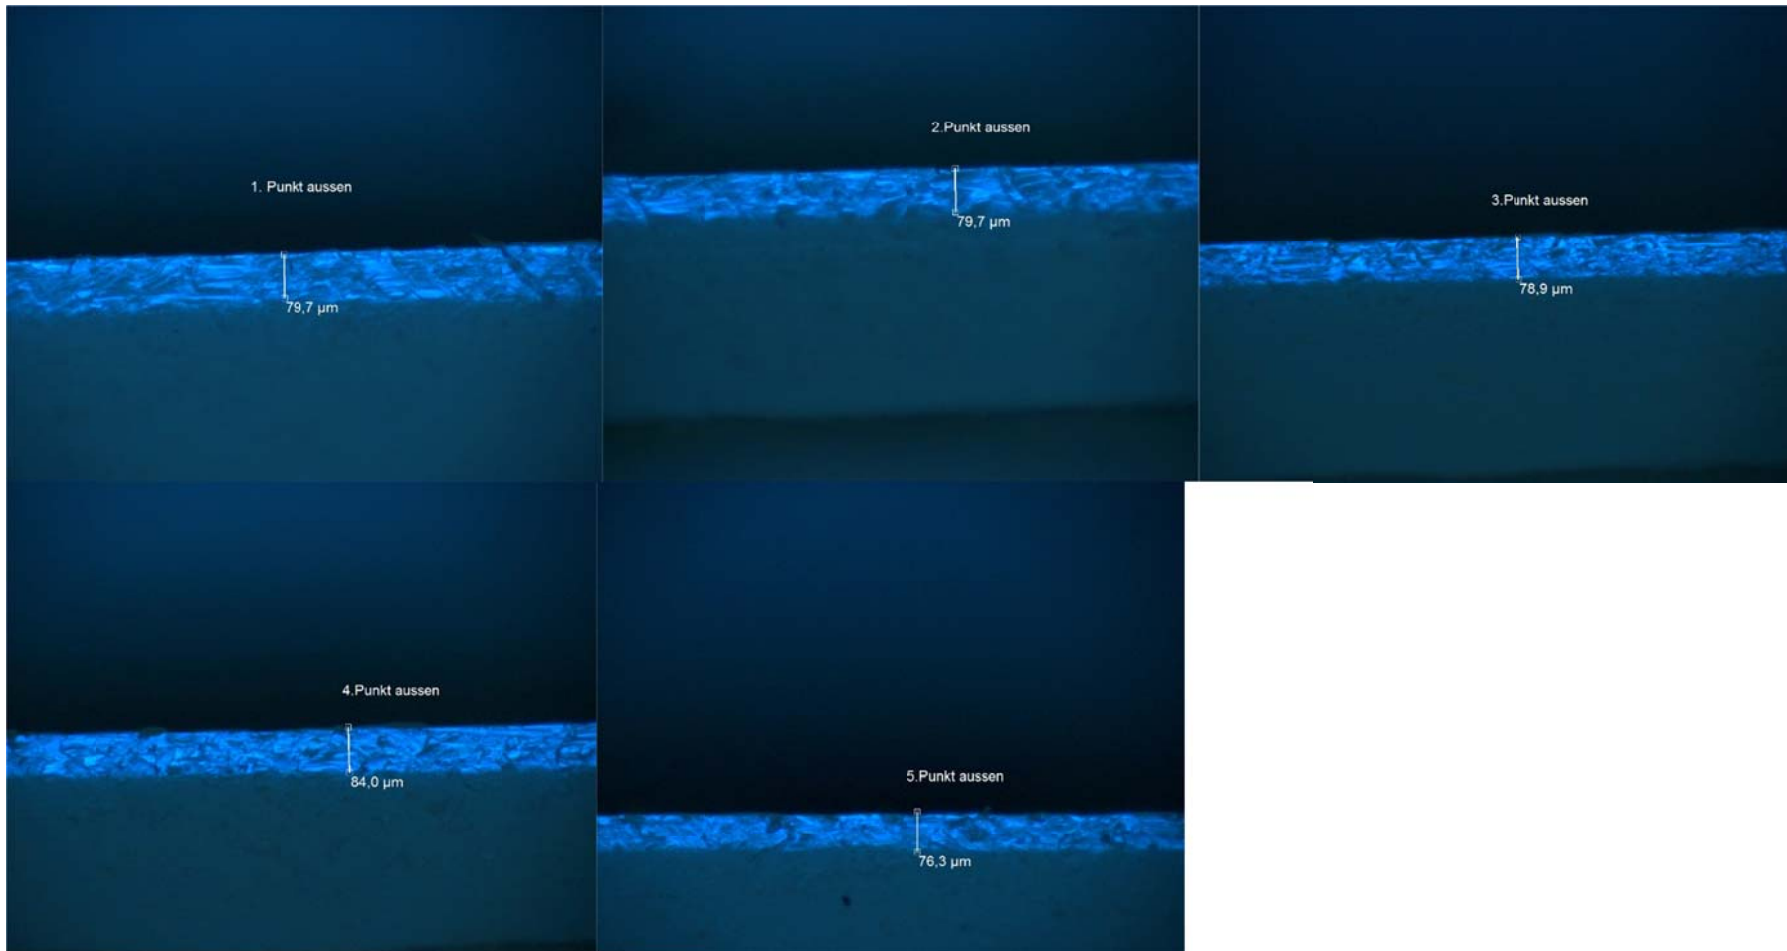 1. Punkt aussen
79,7 µm
2.Punkt aussen
79,7 µm
3.Punkt aussen
78,9 µm
4.Punkt aussen
84,0 µm
5.Punkt aussen
76,3 µm